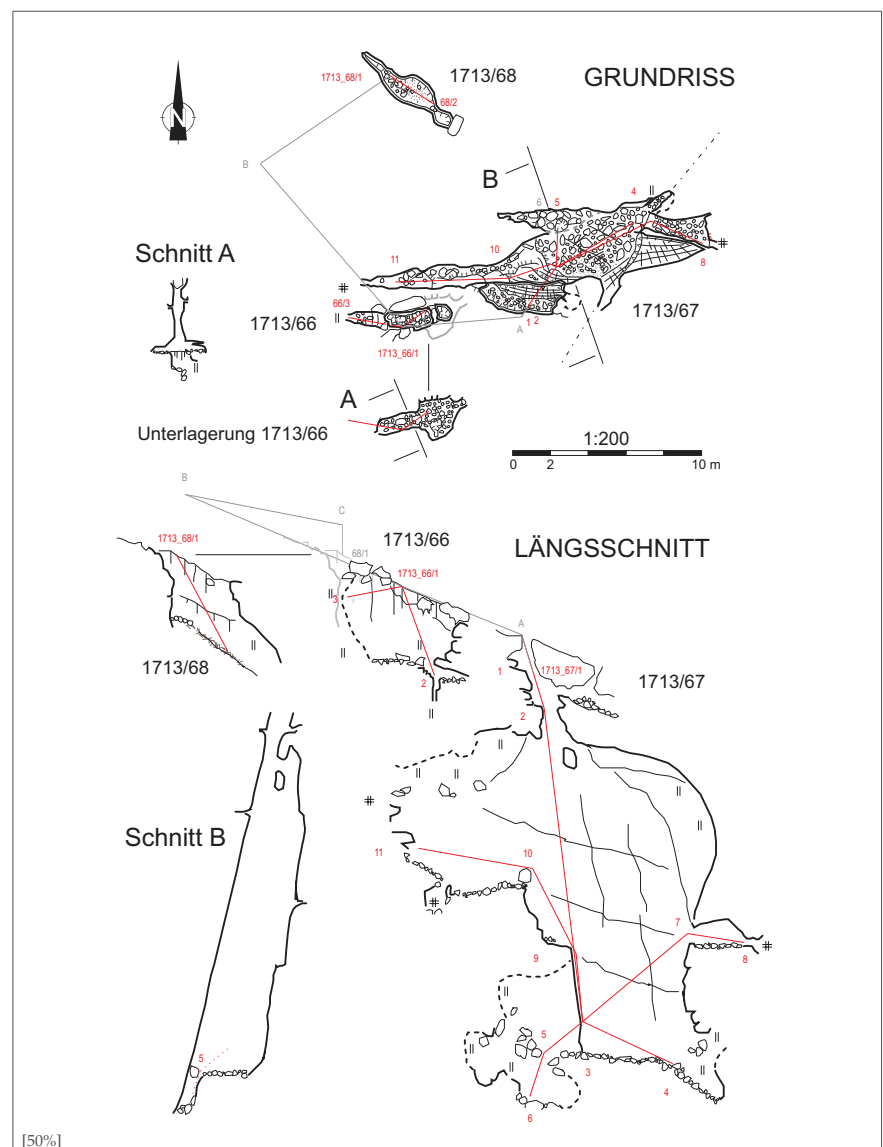 1713_68/1
1713/68
GRUNDRISS
68/2
N
B
B
6
5
4
Schnitt A
11
10
8
66/3
1713/66
1 2
A
1713/67
1713_66/1
A
Unterlagerung 1713/66
1:200
0 2 10 m
B
C
1713_68/1
68/1
1713/66
LÄNGSSCHNITT
1713_66/1
3
A
1713/68
1
1713_67/1
1713/67
2
2
Schnitt B
11
10
7
8
9
5
5
3
4
6
[50%]